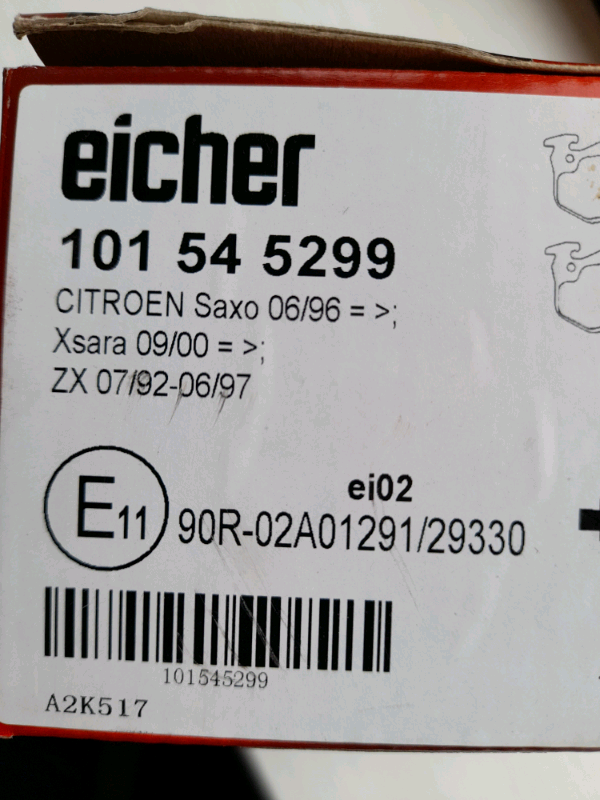 eicher
101 54 5299
CITROEN Saxo 06/96 = >;
Xsara 09/00 = >;
ZX 07/92-06/97
ei02
E11 90R-02A01291/29330
101545299
A2K517